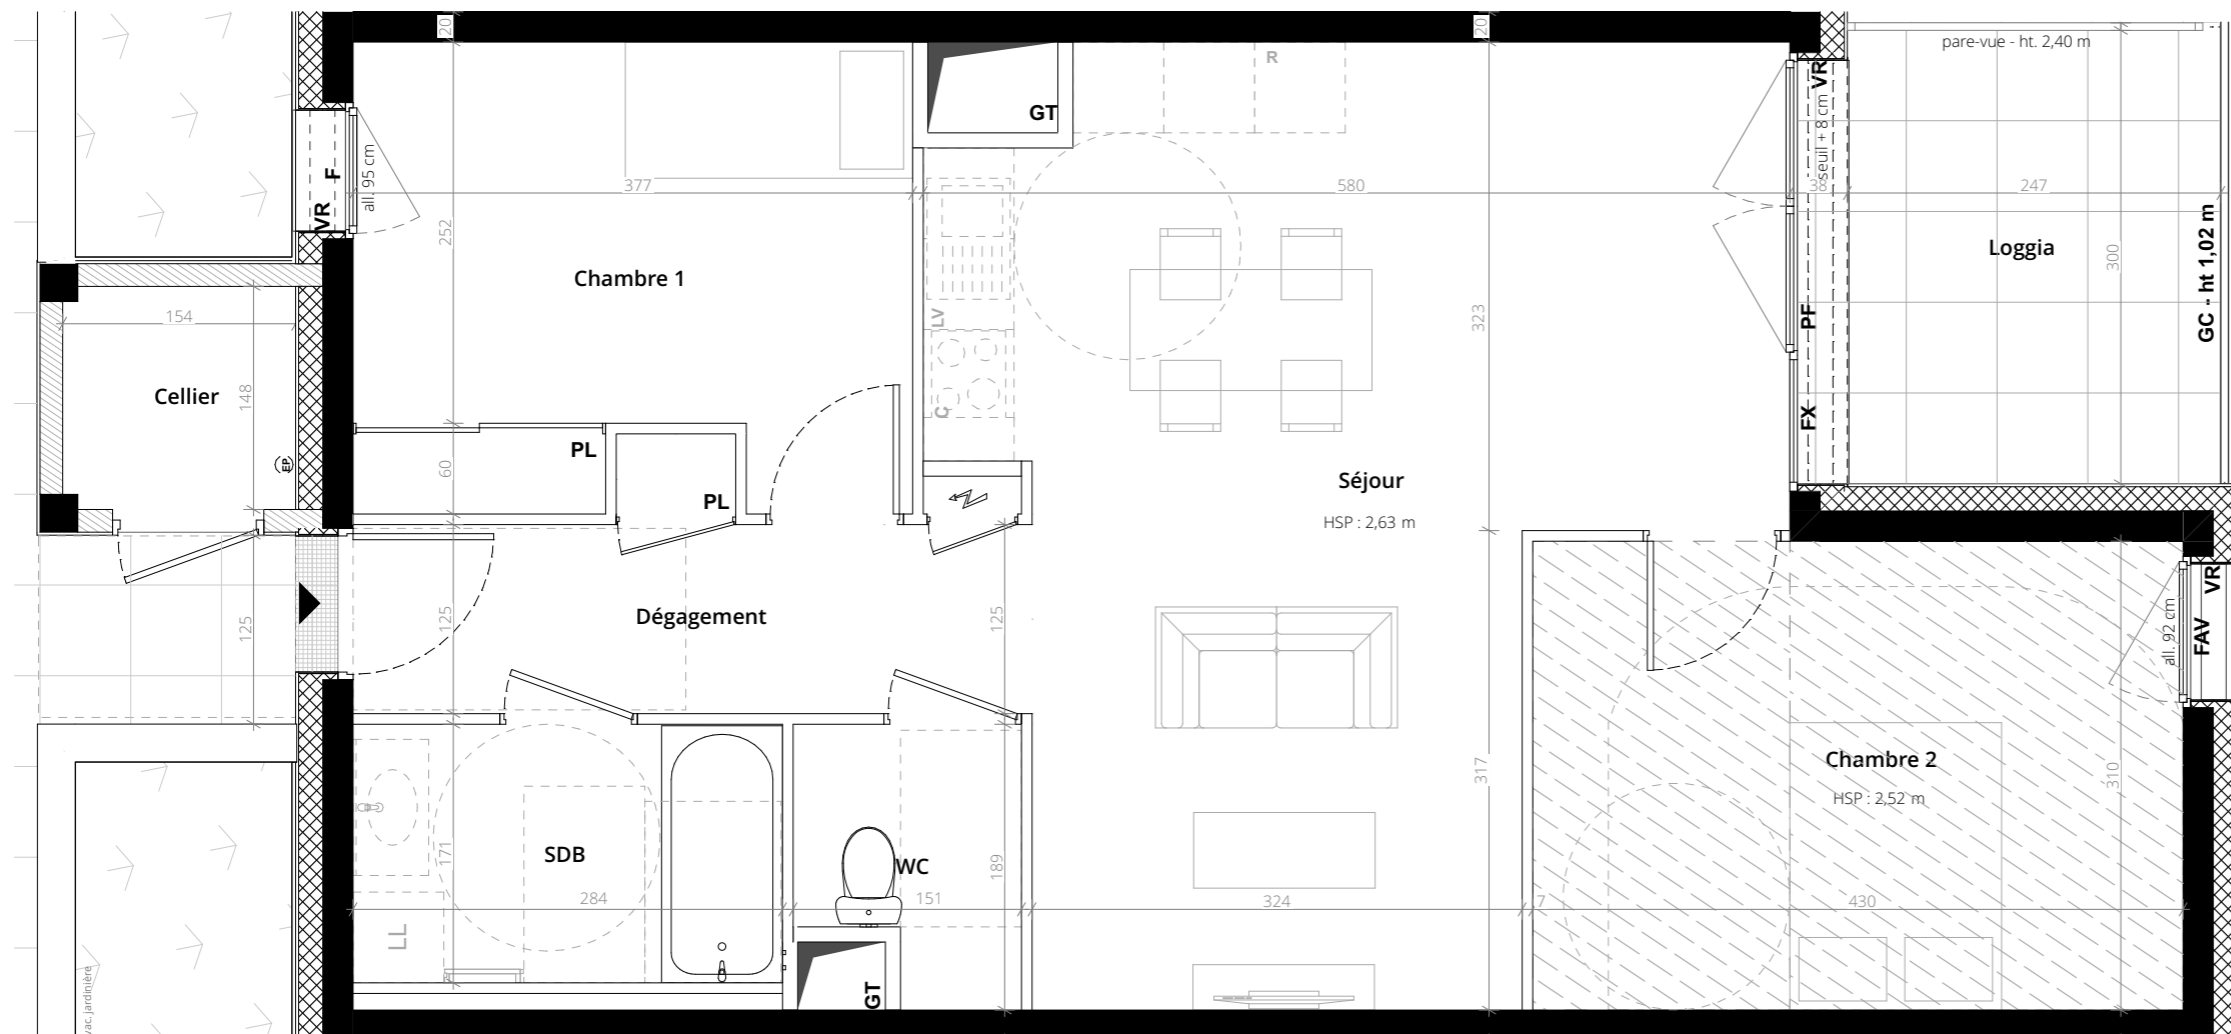 20
20
pare-vue - ht. 2,40 m
R
VR
GT
seuil + 8 cm
F
all. 95 cm
VR
377
580
38
247
252
Chambre 1
Loggia
300
GC - ht 1,02 m
154
LV
323
PF
Cellier
148
C
FX
EP
60
PL
PL
Séjour
HSP : 2,63 m
125
125
Dégagement
125
VR
all. 92 cm
FAV
Chambre 2
HSP : 2,52 m
317
310
171
SDB
WC
189
284
151
324
7
430
LL
GT
vac. jardinière